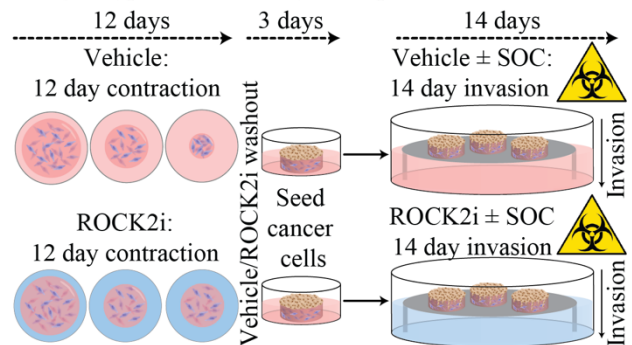 12 days
3 days
14 days
Vehicle:
12 day contraction
Vehicle ± SOC:
14 day invasion
Invasion
Vehicle/ROCK2i washout
Seed
cancer
cells
ROCK2i:
12 day contraction
ROCK2i ± SOC
14 day invasion
Invasion